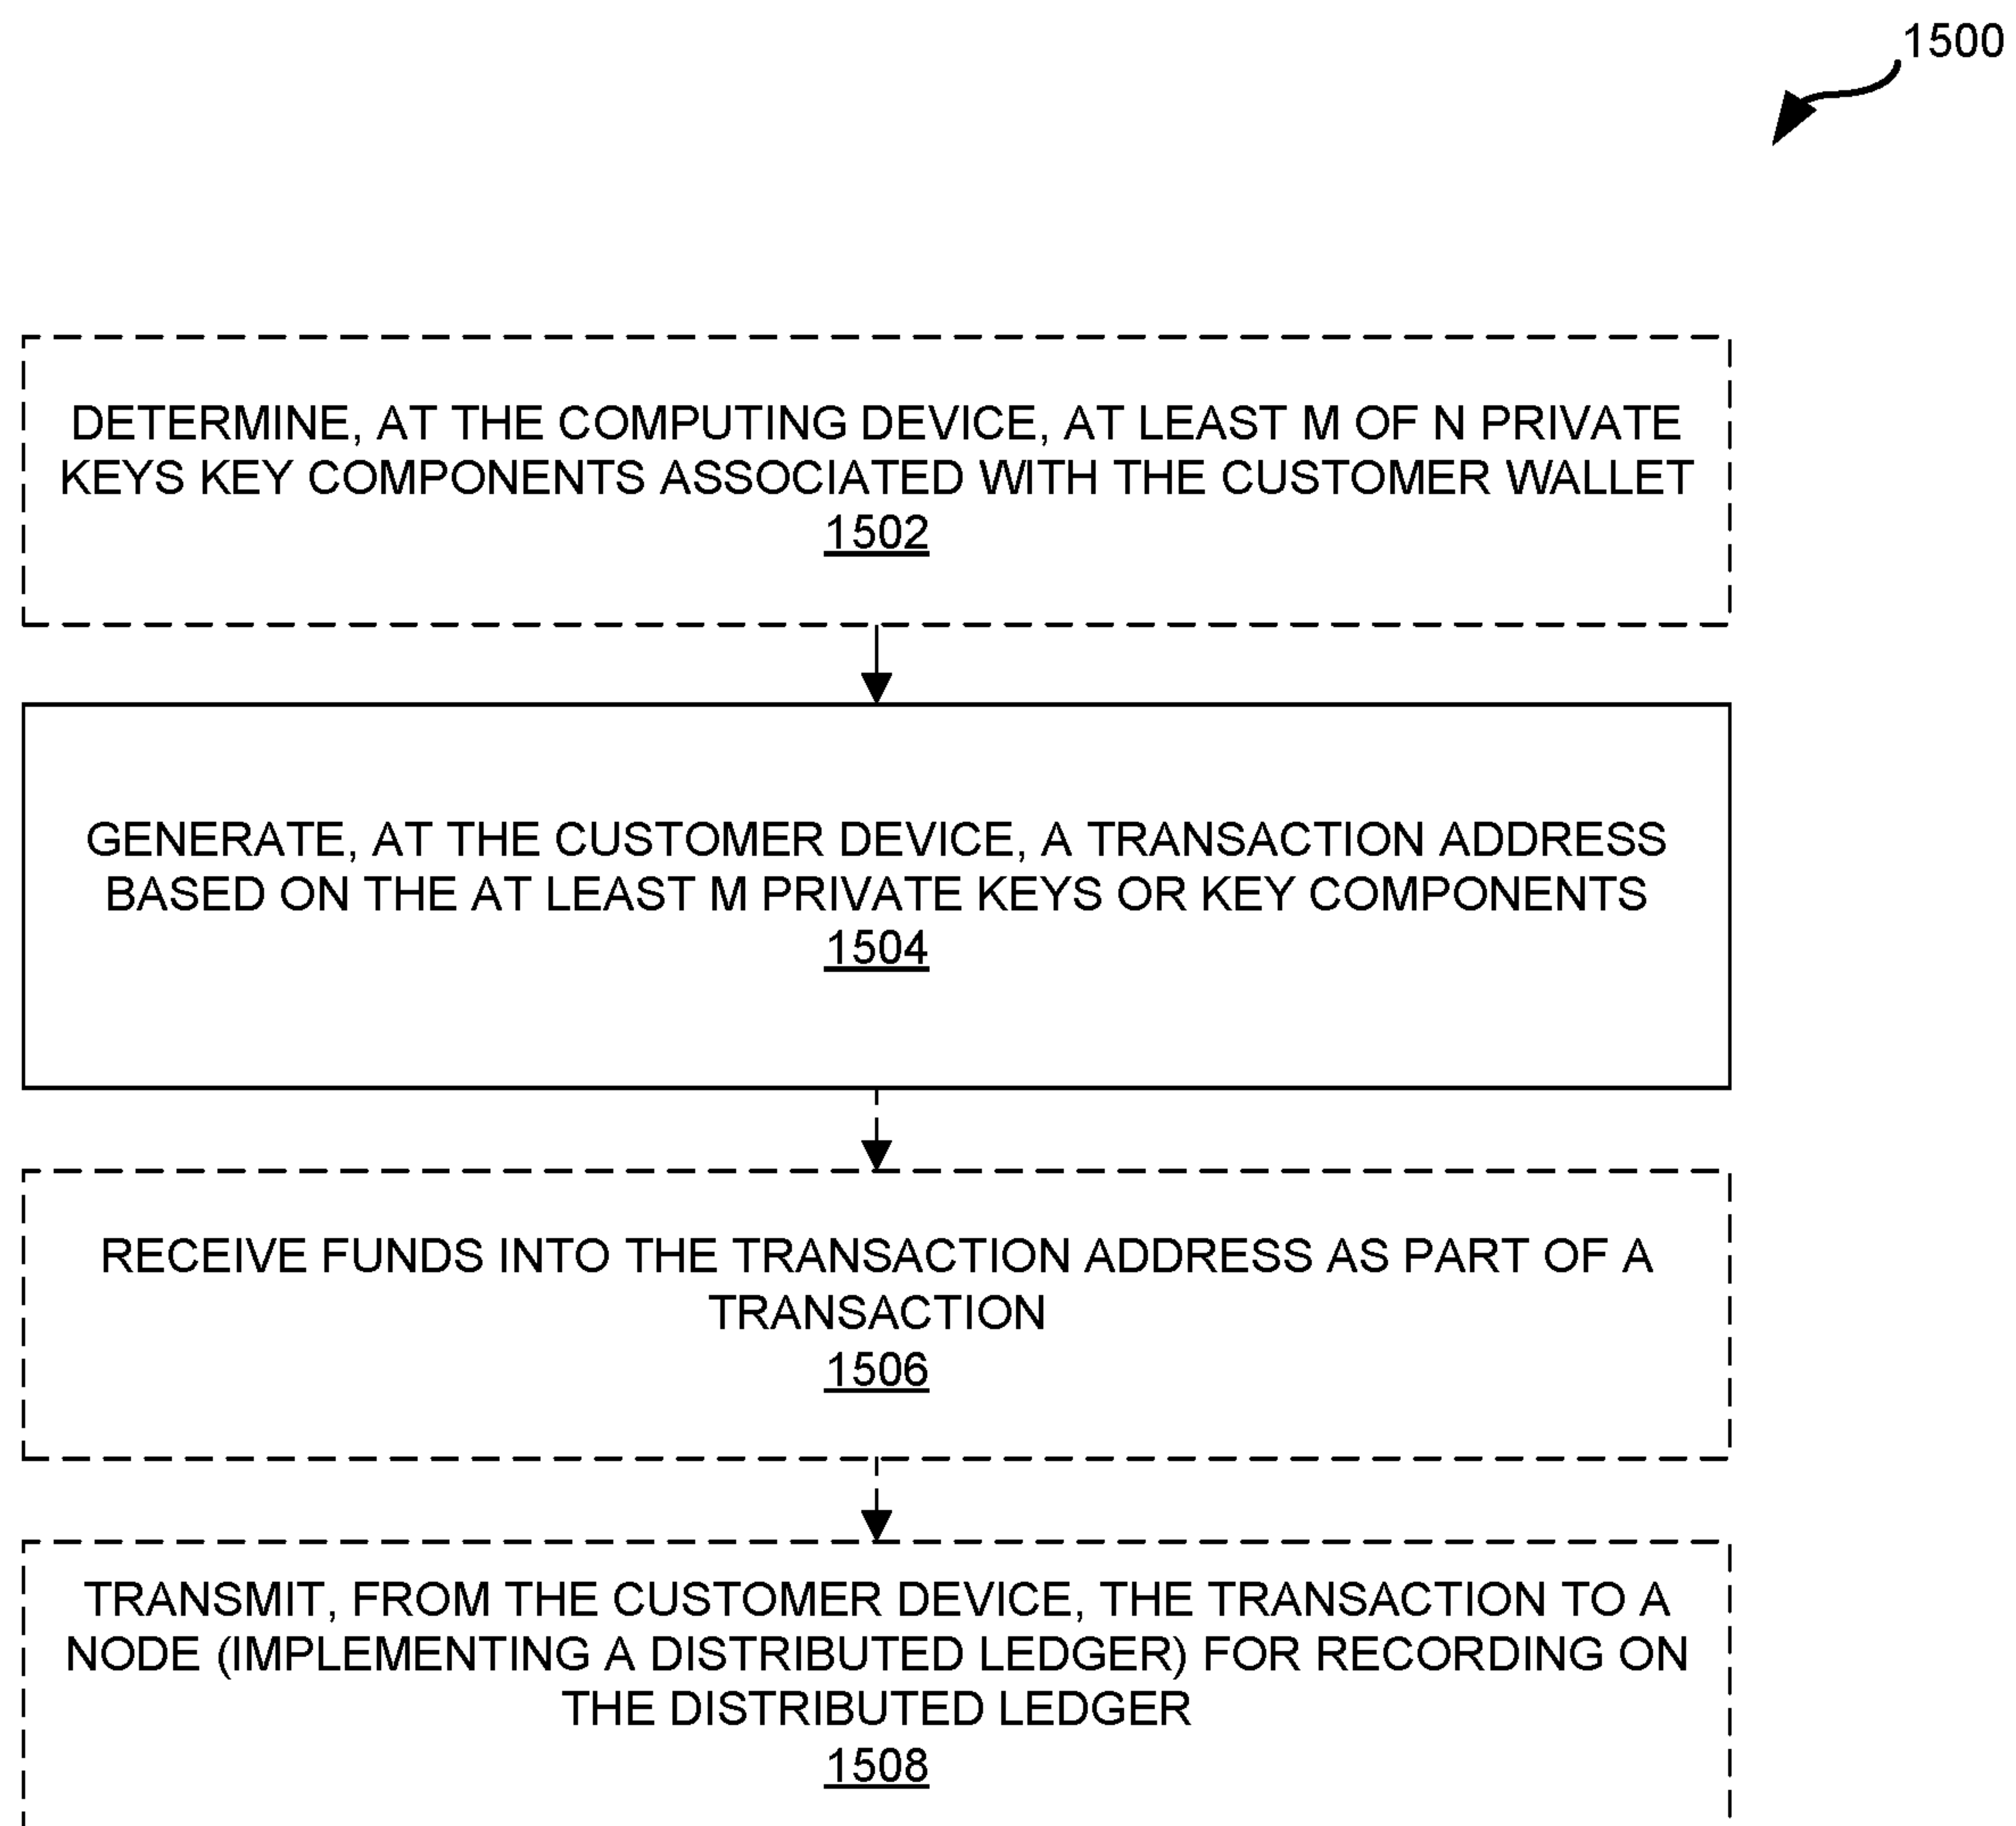 1500
DETERMINE, AT THE COMPUTING DEVICE, AT LEAST M OF N PRIVATE
KEYS KEY COMPONENTS ASSOCIATED WITH THE CUSTOMER WALLET
1502
GENERATE, AT THE CUSTOMER DEVICE, A TRANSACTION ADDRESS
BASED ON THE AT LEAST M PRIVATE KEYS OR KEY COMPONENTS
1504
RECEIVE FUNDS INTO THE TRANSACTION ADDRESS AS PART OF A
TRANSACTION
1506
TRANSMIT, FROM THE CUSTOMER DEVICE, THE TRANSACTION TO A
NODE (IMPLEMENTING A DISTRIBUTED LEDGER) FOR RECORDING ON
THE DISTRIBUTED LEDGER
1508